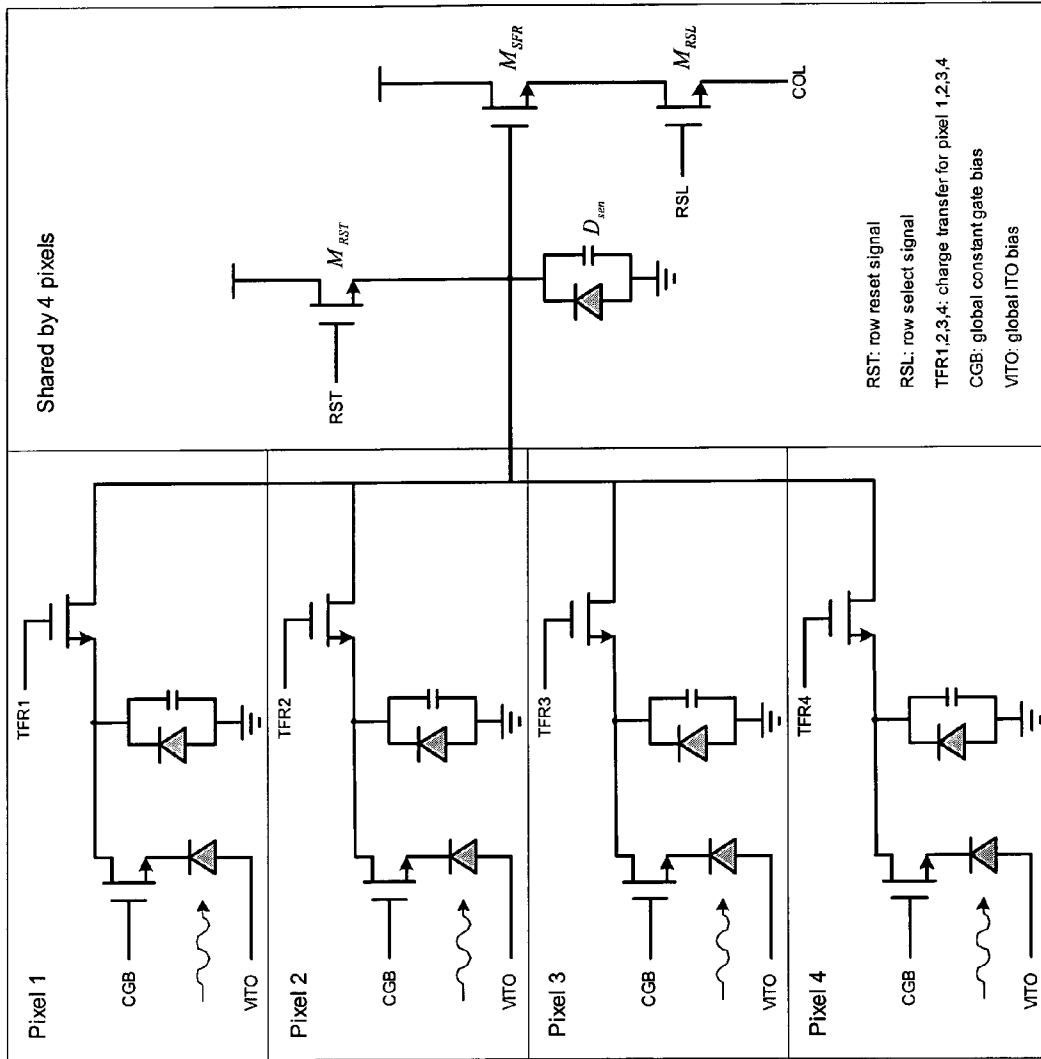 Pixel 1
TFR1
CGB
VITO
Pixel 2
TFR2
CGB
VITO
Pixel 3
TFR3
CGB
VITO
Pixel 4
TFR4
CGB
VITO
Shared by 4 pixels
RST
M_RST
D_sen
M_SFR
RSL
M_RSL
COL
RST: row reset signal
RSL: row select signal
TFR1,2,3,4: charge transfer for pixel 1,2,3,4
CGB: global constant gate bias
VITO: global ITO bias